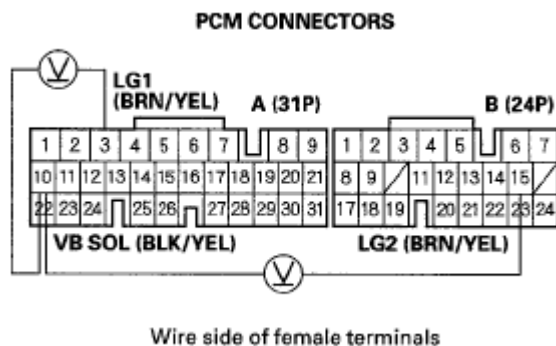 PCM CONNECTORS
V
LG1
(BRN/YEL)
A (31P)
B (24P)
1 2 3 4 5 6 7 8 9
1 2 3 4 5 6 7
10 11 12 13 14 15 16 17 18 19 20 21
8 9 11 12 13 14 15
22 23 24 25 26 27 28 29 30 31
17 18 19 20 21 22 23 24
VB SOL (BLK/YEL)
LG2 (BRN/YEL)
V
Wire side of female terminals